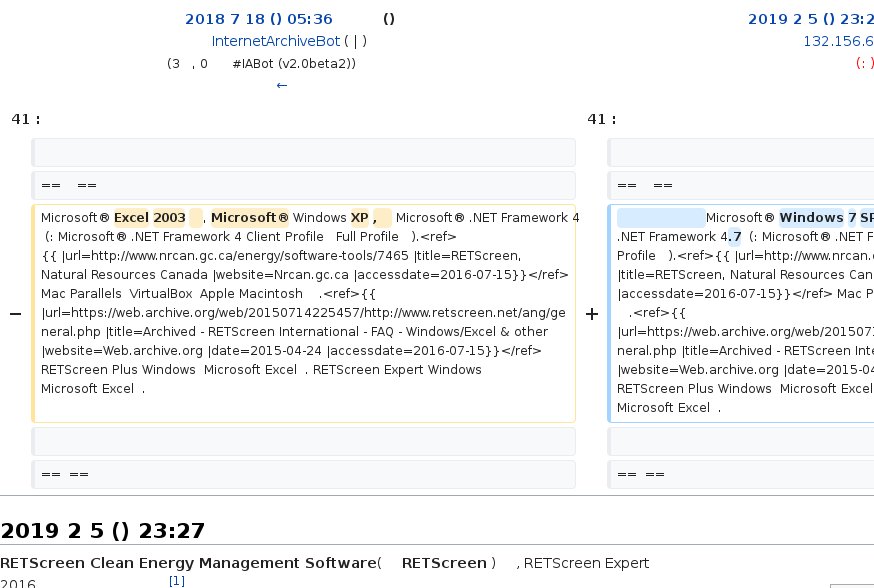 2018 7 18 () 05:36 ()
InternetArchiveBot ( | )
(3 , 0 #IABot (v2.0beta2))
←
2019 2 5 () 23:2
132.156.6
(: )
41 :
41 :
== ==
== ==
Microsoft® Excel 2003 , Microsoft® Windows XP , Microsoft® .NET Framework 4
(: Microsoft® .NET Framework 4 Client Profile Full Profile ).<ref>
{{ |url=http://www.nrcan.gc.ca/energy/software-tools/7465 |title=RETScreen,
Natural Resources Canada |website=Nrcan.gc.ca |accessdate=2016-07-15}}</ref>
Mac Parallels VirtualBox Apple Macintosh .<ref>{{
|url=https://web.archive.org/web/20150714225457/http://www.retscreen.net/ang/ge
neral.php |title=Archived - RETScreen International - FAQ - Windows/Excel & other
|website=Web.archive.org |date=2015-04-24 |accessdate=2016-07-15}}</ref>
RETScreen Plus Windows Microsoft Excel . RETScreen Expert Windows
Microsoft Excel .
−
+
Microsoft® Windows 7 SP
.NET Framework 4.7 (: Microsoft® .NET F
Profile ).<ref>{{ |url=http://www.nrcan.
|title=RETScreen, Natural Resources Can
|accessdate=2016-07-15}}</ref> Mac P
.<ref>{{
|url=https://web.archive.org/web/201507
neral.php |title=Archived - RETScreen Inte
|website=Web.archive.org |date=2015-04
RETScreen Plus Windows Microsoft Excel
Microsoft Excel .
== ==
== ==
2019 2 5 () 23:27
RETScreen Clean Energy Management Software( RETScreen ) , RETScreen Expert
2016 [1]